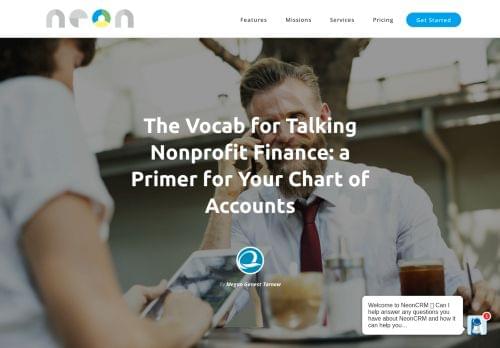 neon
Features Missions Services Pricing Get Started
The Vocab for Talking
Nonprofit Finance: a
Primer for Your Chart of
Accounts
By Megan Genest Tarnow
Welcome to NeonCRM Can I
help answer any questions you
have about NeonCRM and how it
can help you...
1